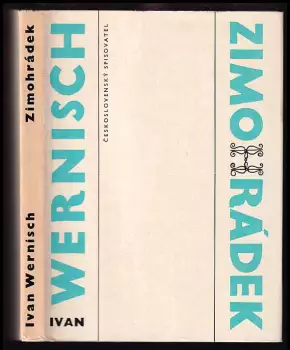 Ivan Wernisch Zimohrádek
IVAN WERNISCH
ČESKOSLOVENSKÝ SPISOVATEL
ZIMOHRÁDEK